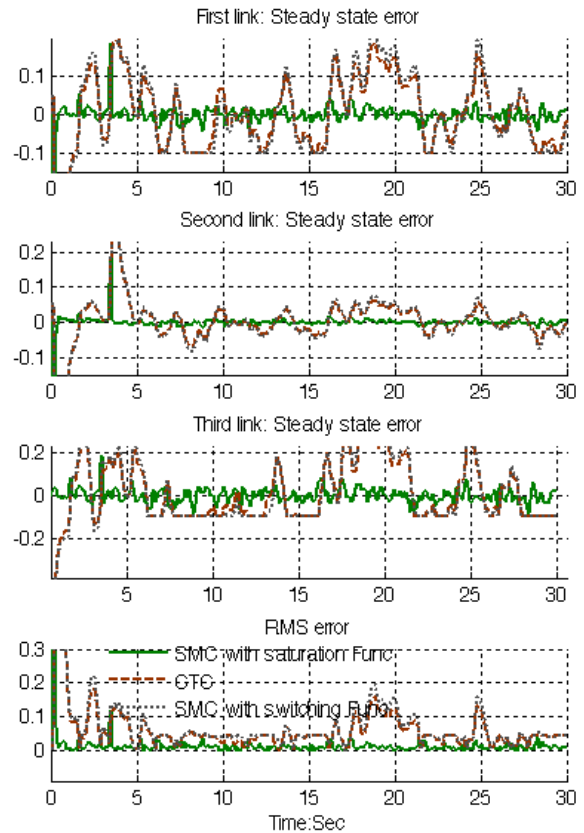 First link: Steady state error
0.1
0
-0.1
0 5 10 15 20 25 30
Second link: Steady state error
0.2
0.1
0
-0.1
0 5 10 15 20 25 30
Third link: Steady state error
0.2
0
-0.2
5 10 15 20 25 30
RMS error
0.3
SMC with saturation Func
0.2
CTC
0.1
SMC with switching Func
0
0 5 10 15 20 25 30
Time:Sec